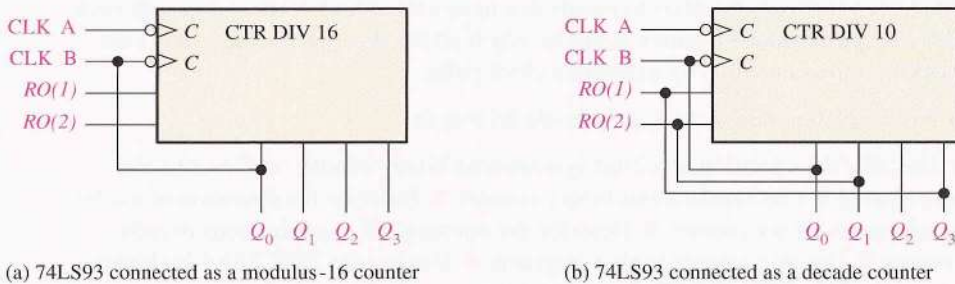 CLK A
C
CTR DIV 16
CLK B
C
RO(1)
RO(2)
Q0 Q1 Q2 Q3
(a) 74LS93 connected as a modulus-16 counter
CLK A
C
CTR DIV 10
CLK B
C
RO(1)
RO(2)
Q0 Q1 Q2 Q3
(b) 74LS93 connected as a decade counter